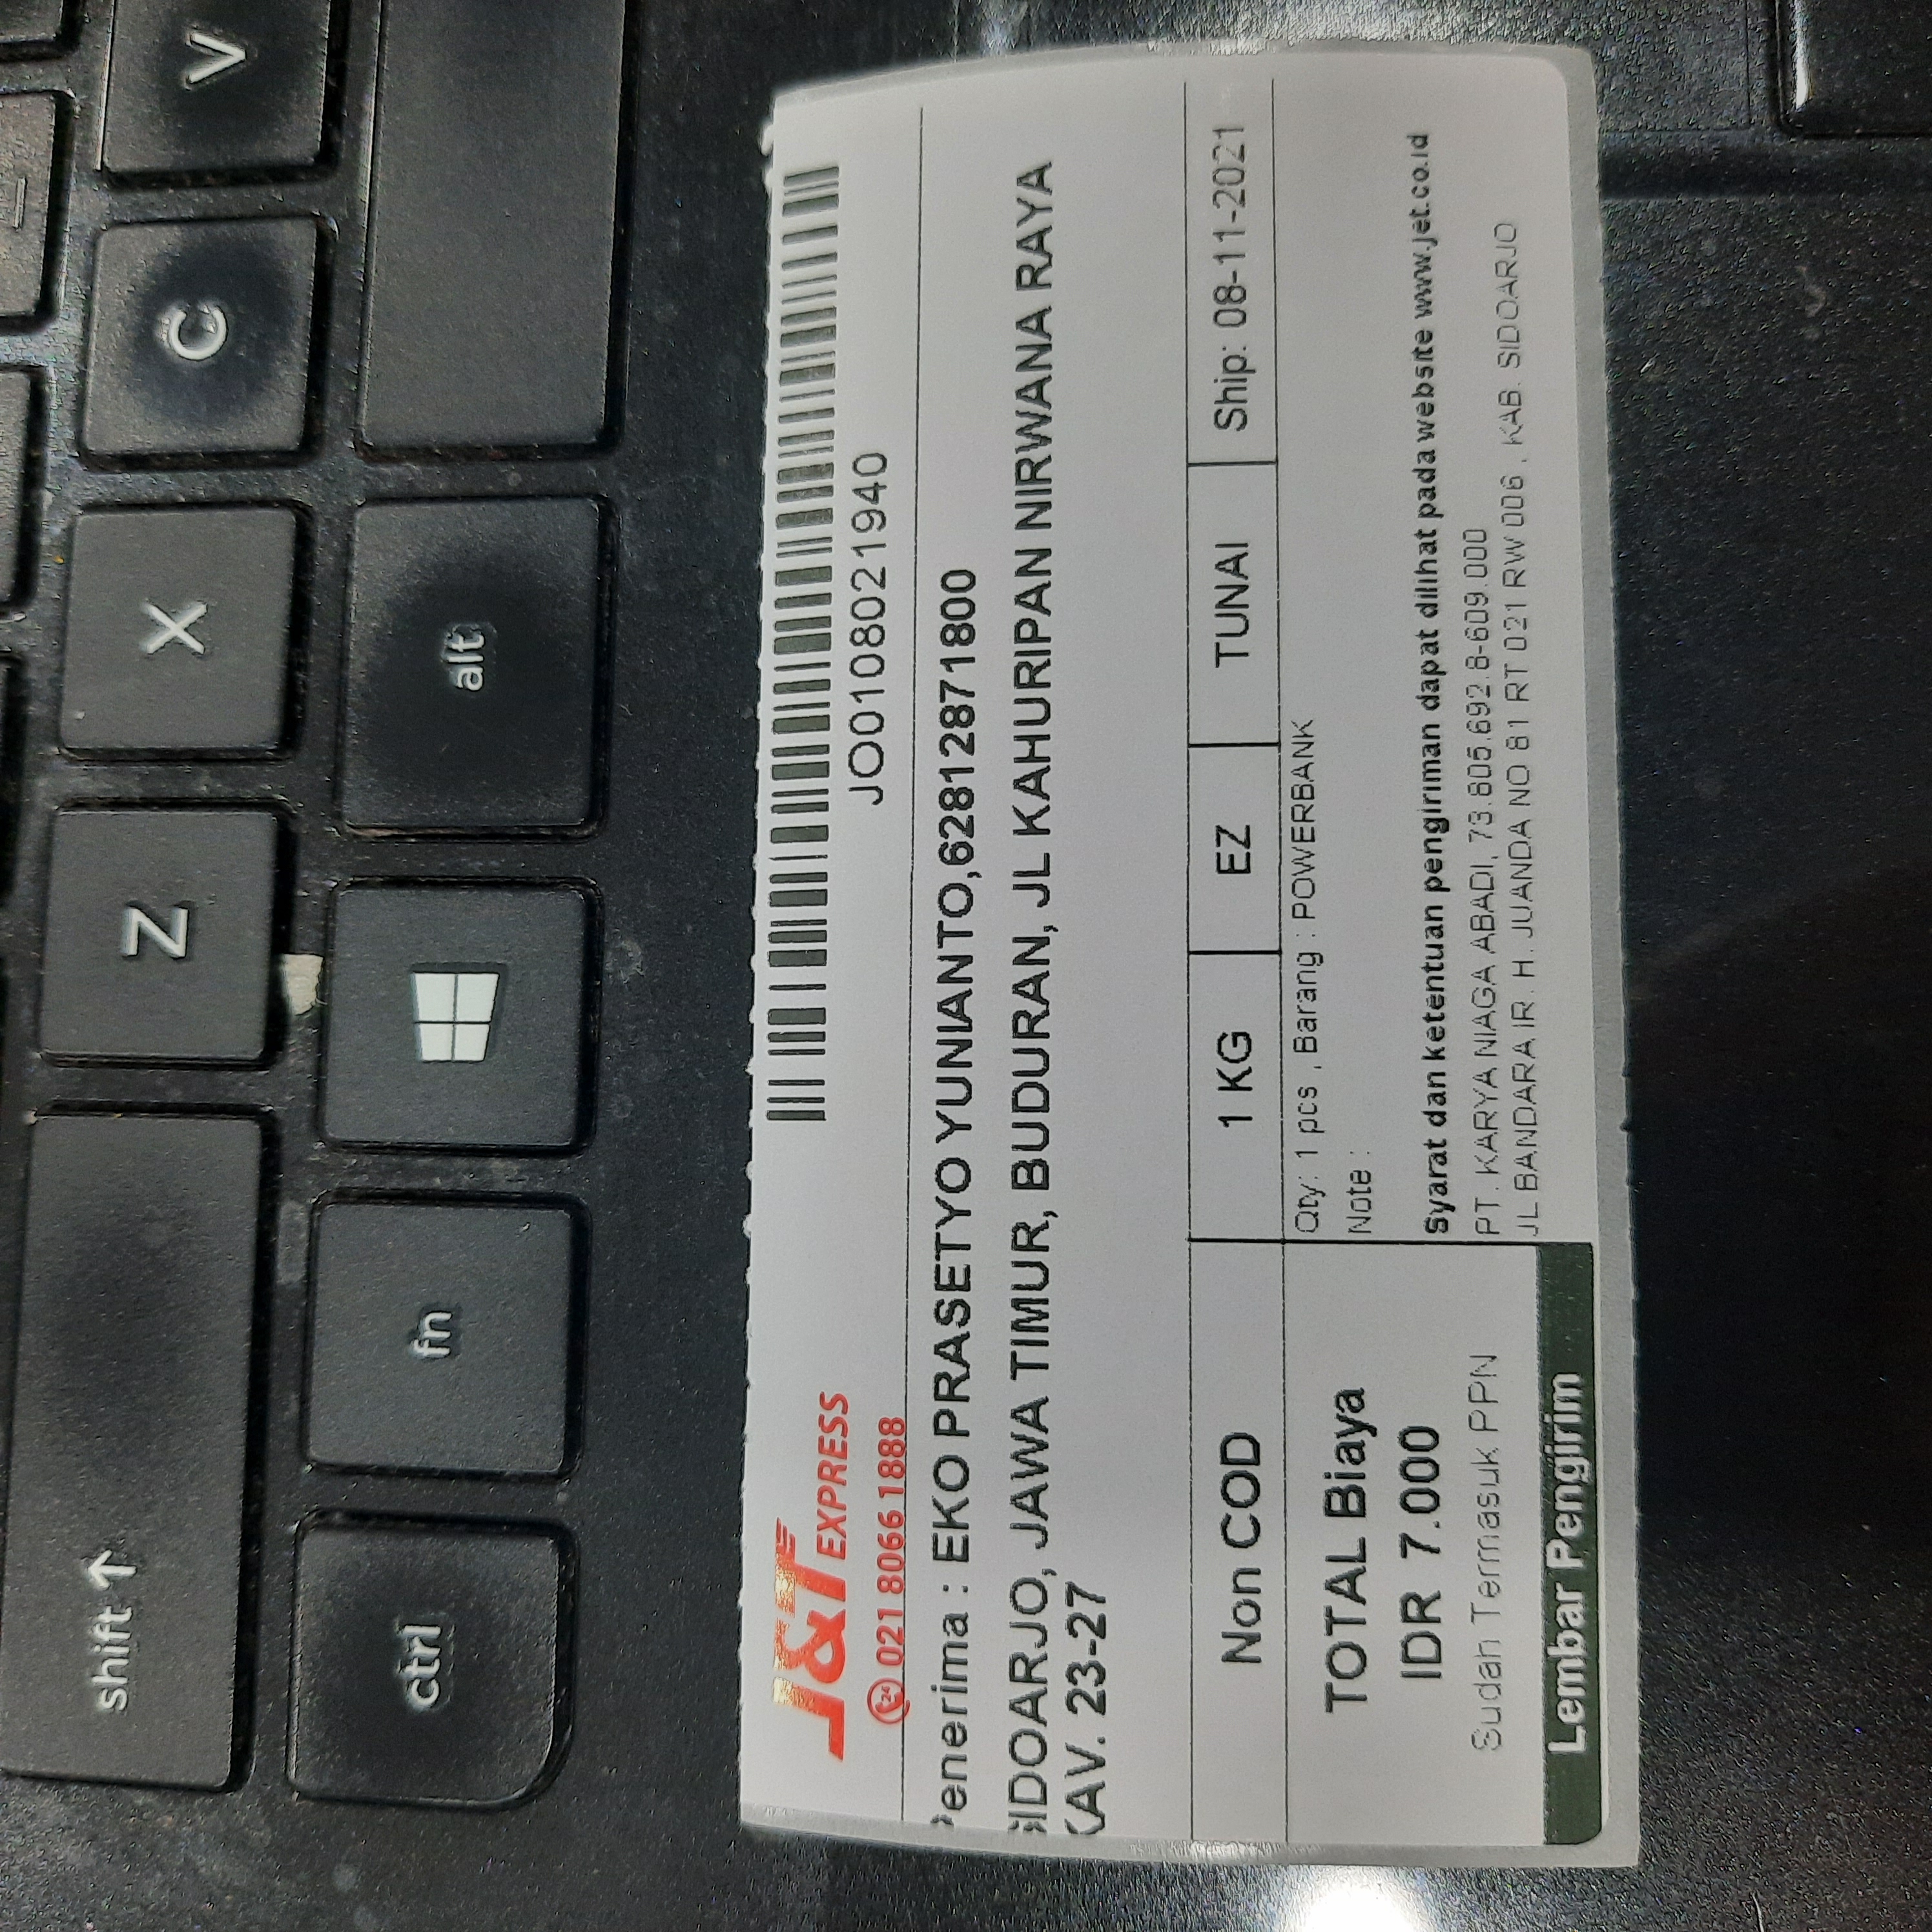 shift ↑
Z
X
C
V
ctrl
fn
alt
J&T EXPRESS
24 021 8066 1888
JO0108021940
Penerima : EKO PRASETYO YUNIANTO,62812871800
SIDOARJO, JAWA TIMUR, BUDURAN, JL KAHURIPAN NIRWANA RAYA
KAV. 23-27
Non COD
1 KG
EZ
TUNAI
Ship: 08-11-2021
TOTAL Biaya
IDR 7.000
Sudah Termasuk PPN
Lembar Pengirim
Qty: 1 pcs , Barang : POWERBANK
Note :
Syarat dan ketentuan pengiriman dapat dilihat pada website www.jet.co.id
PT. KARYA NIAGA ABADI, 73.805.692.8-609.000
JL BANDARA IR. H. JUANDA NO 81 RT 021 RW 006 , KAB. SIDOARJO